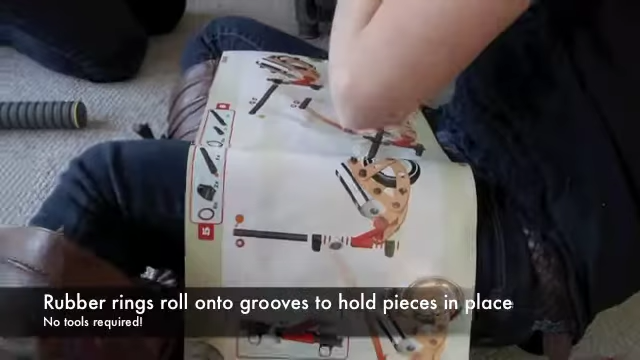 Rubber rings roll onto grooves to hold pieces in place
No tools required!